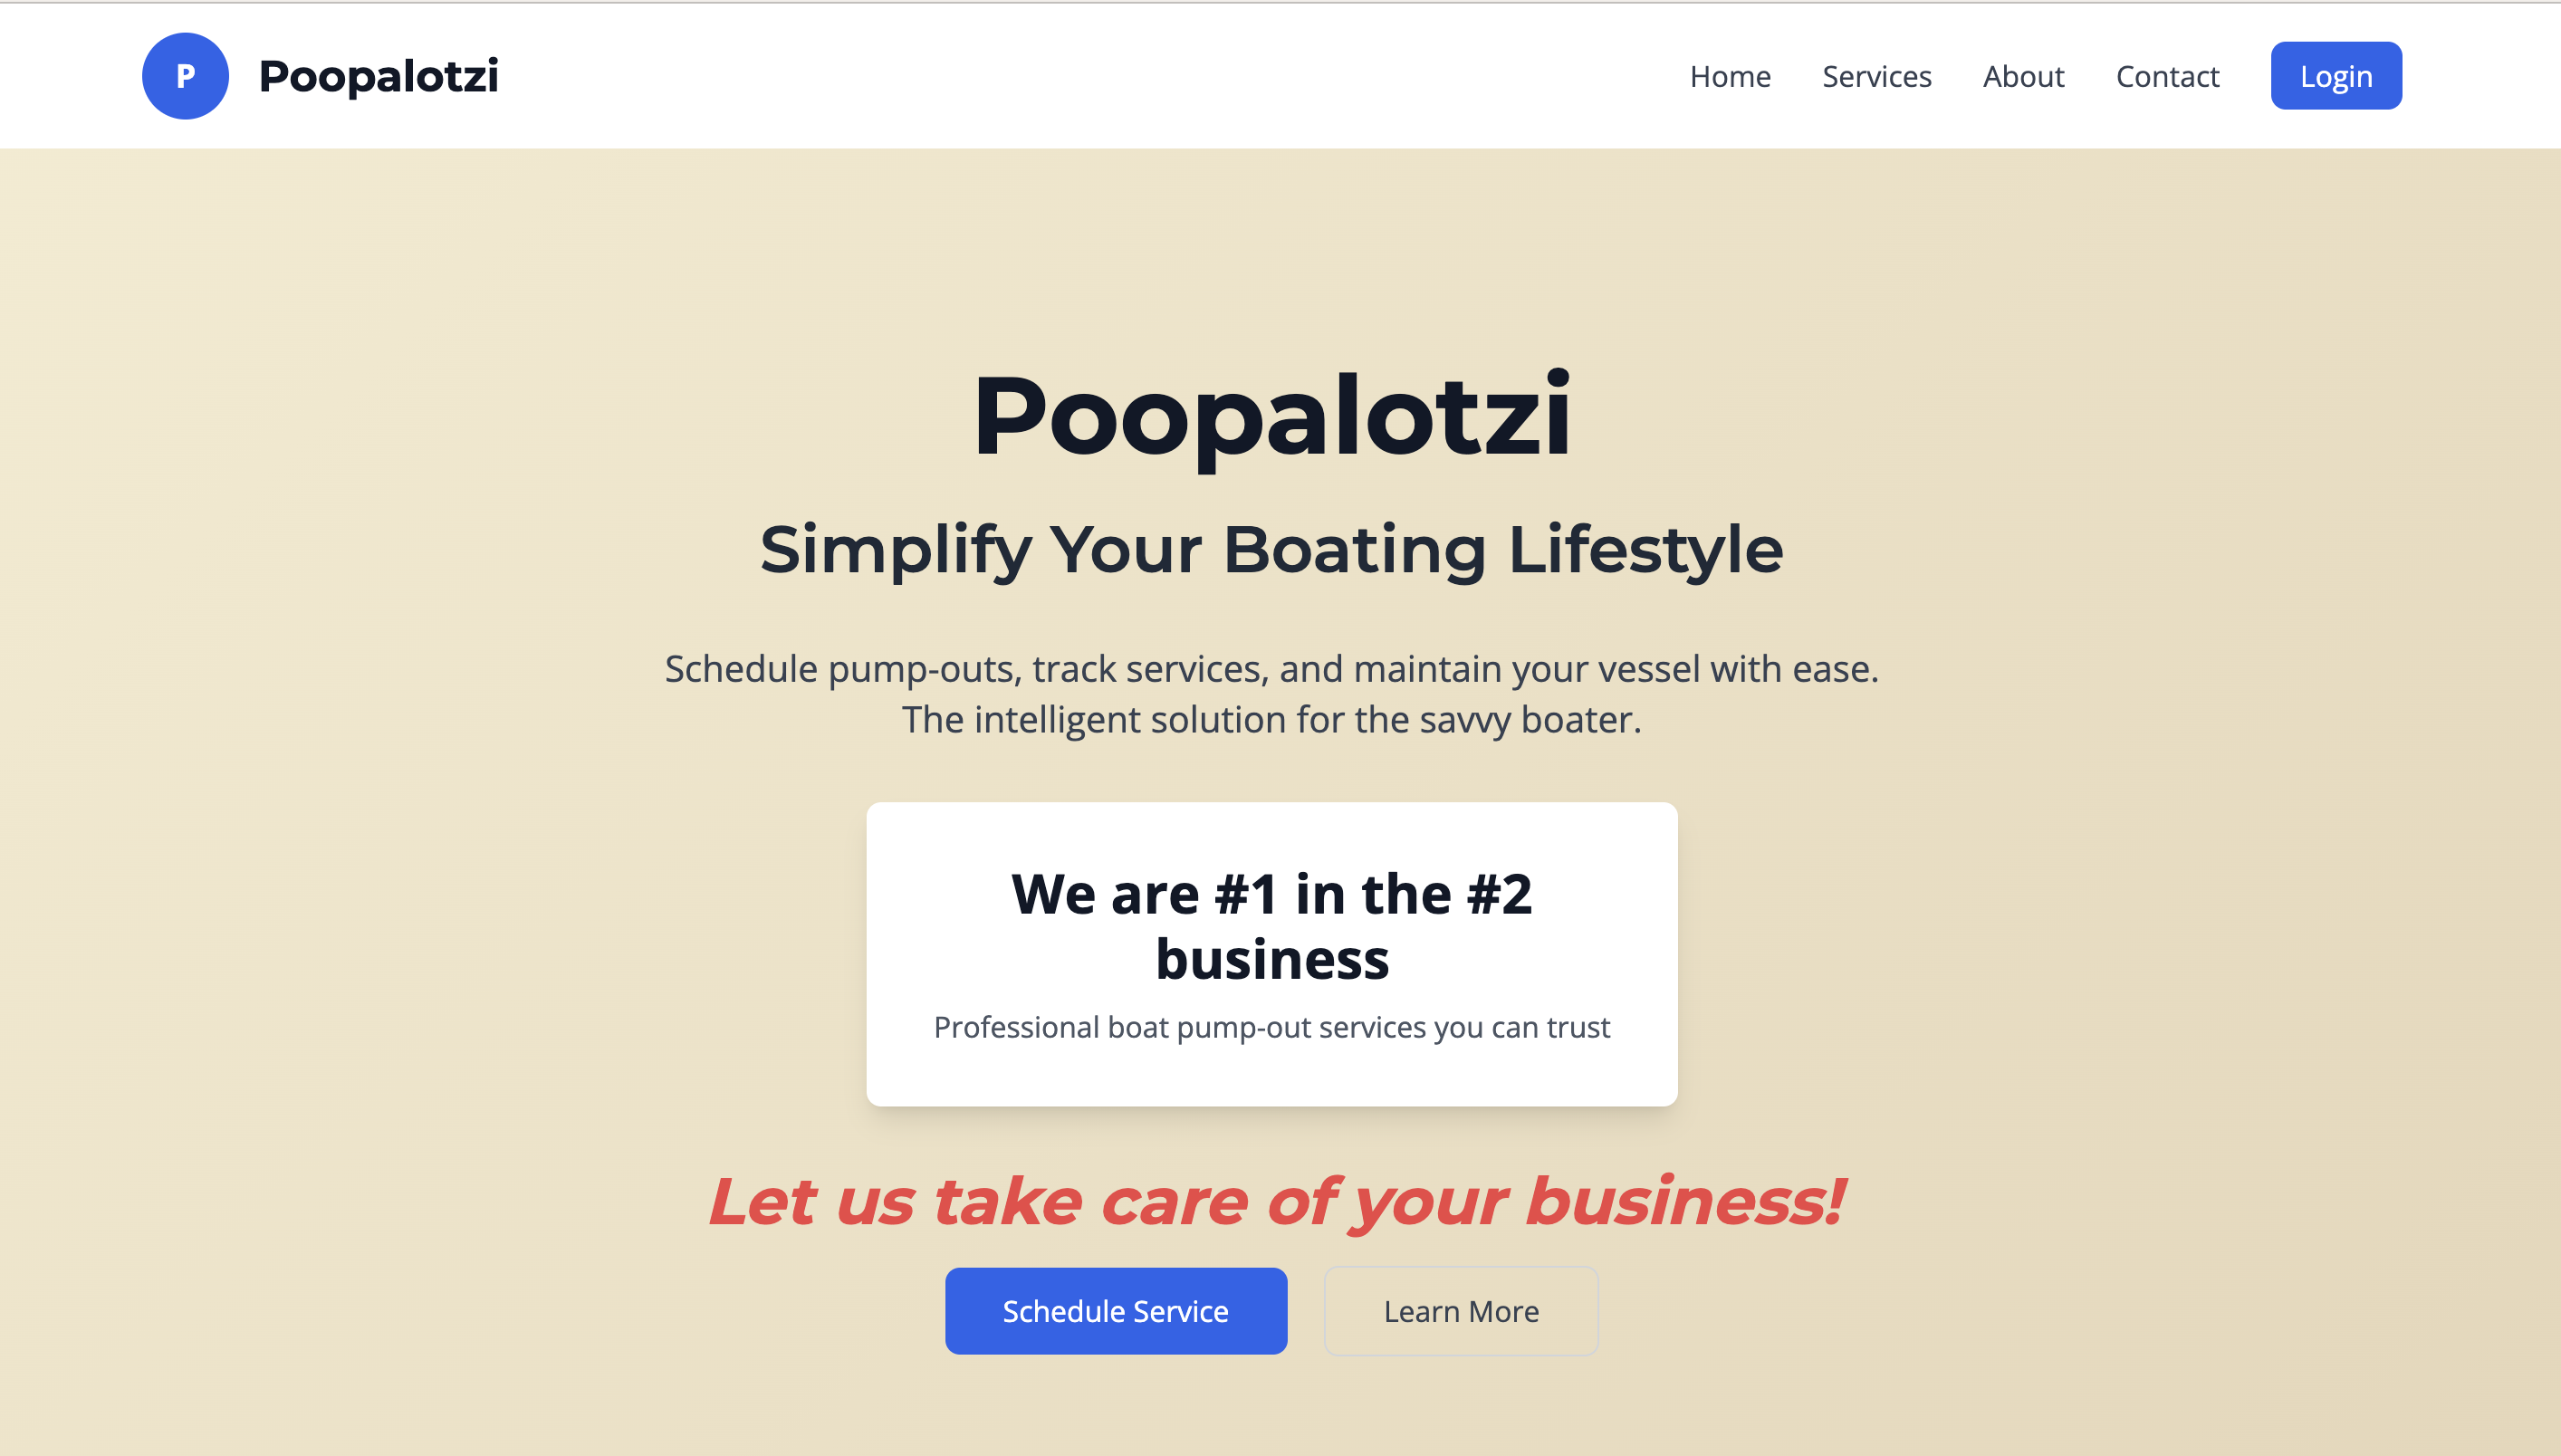 P
Poopalotzi
Home
Services
About
Contact
Login
Poopalotzi
Simplify Your Boating Lifestyle
Schedule pump-outs, track services, and maintain your vessel with ease.
The intelligent solution for the savvy boater.
We are #1 in the #2
business
Professional boat pump-out services you can trust
Let us take care of your business!
Schedule Service
Learn More